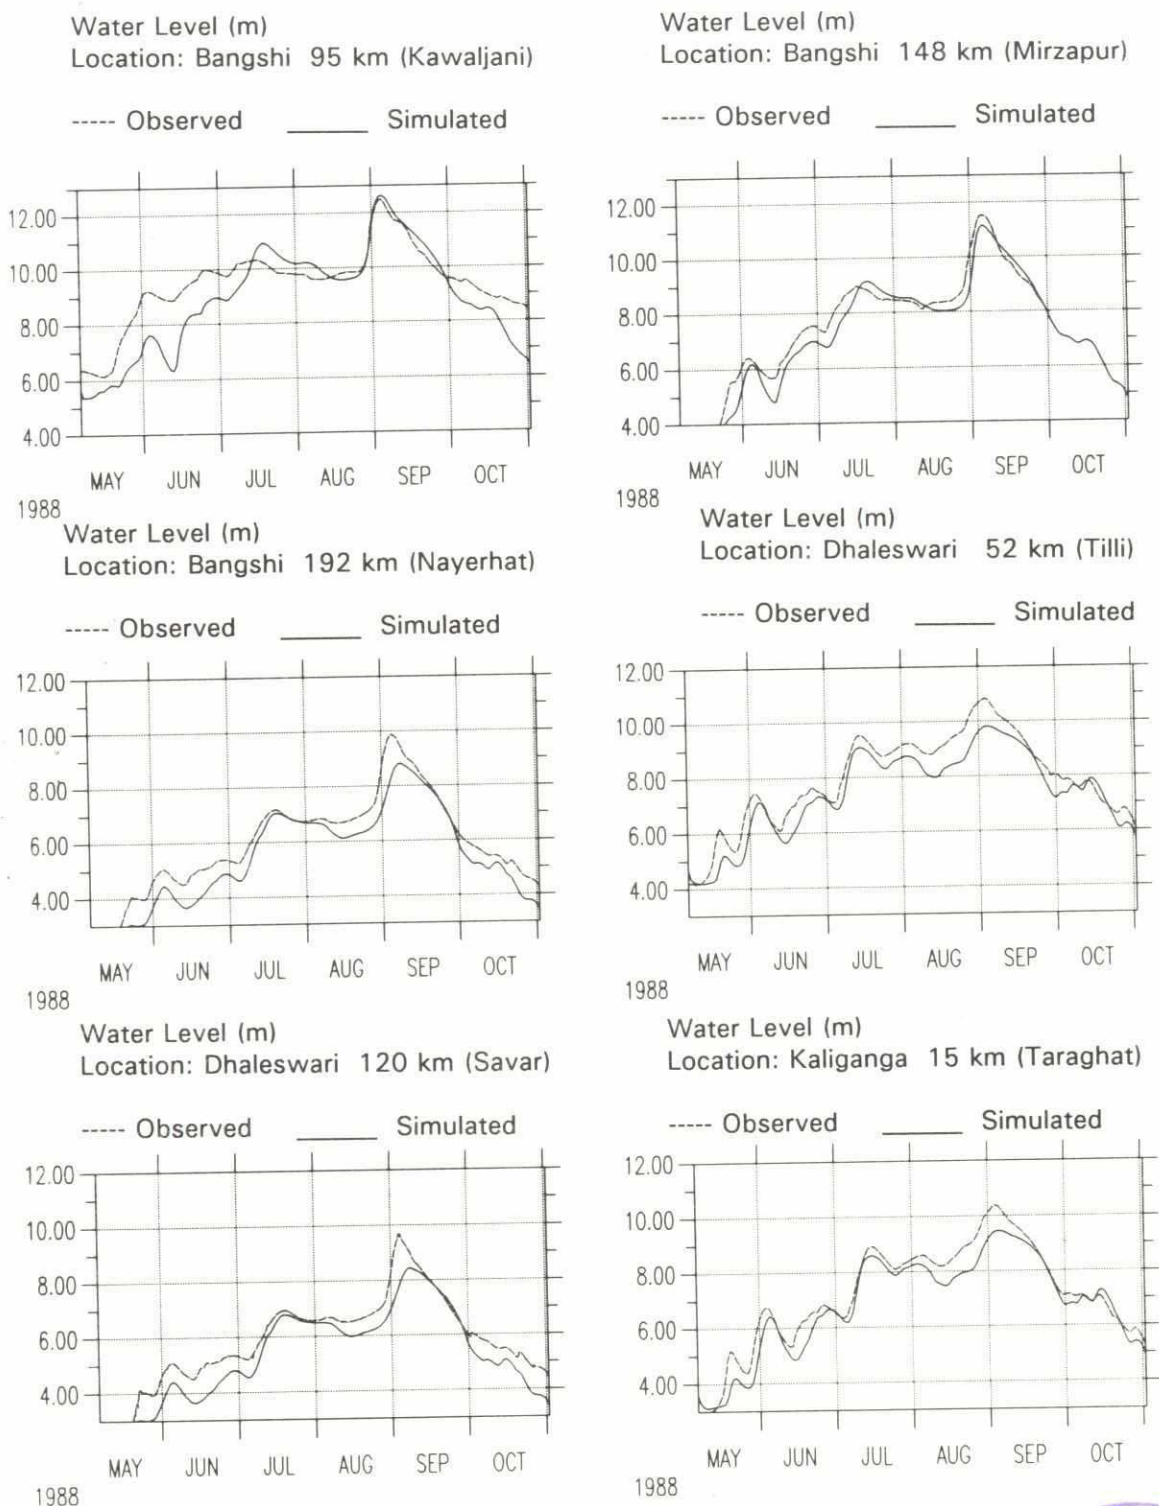 Water Level (m)
Location: Bangshi 95 km (Kawaljani)
----- Observed _____ Simulated
12.00
10.00
8.00
6.00
4.00
MAY JUN JUL AUG SEP OCT
1988
Water Level (m)
Location: Bangshi 148 km (Mirzapur)
----- Observed _____ Simulated
12.00
10.00
8.00
6.00
4.00
MAY JUN JUL AUG SEP OCT
1988
Water Level (m)
Location: Bangshi 192 km (Nayerhat)
----- Observed _____ Simulated
12.00
10.00
8.00
6.00
4.00
MAY JUN JUL AUG SEP OCT
1988
Water Level (m)
Location: Dhaleswari 52 km (Tilli)
----- Observed _____ Simulated
12.00
10.00
8.00
6.00
4.00
MAY JUN JUL AUG SEP OCT
1988
Water Level (m)
Location: Dhaleswari 120 km (Savar)
----- Observed _____ Simulated
12.00
10.00
8.00
6.00
4.00
MAY JUN JUL AUG SEP OCT
1988
Water Level (m)
Location: Kaliganga 15 km (Taraghat)
----- Observed _____ Simulated
12.00
10.00
8.00
6.00
4.00
MAY JUN JUL AUG SEP OCT
1988